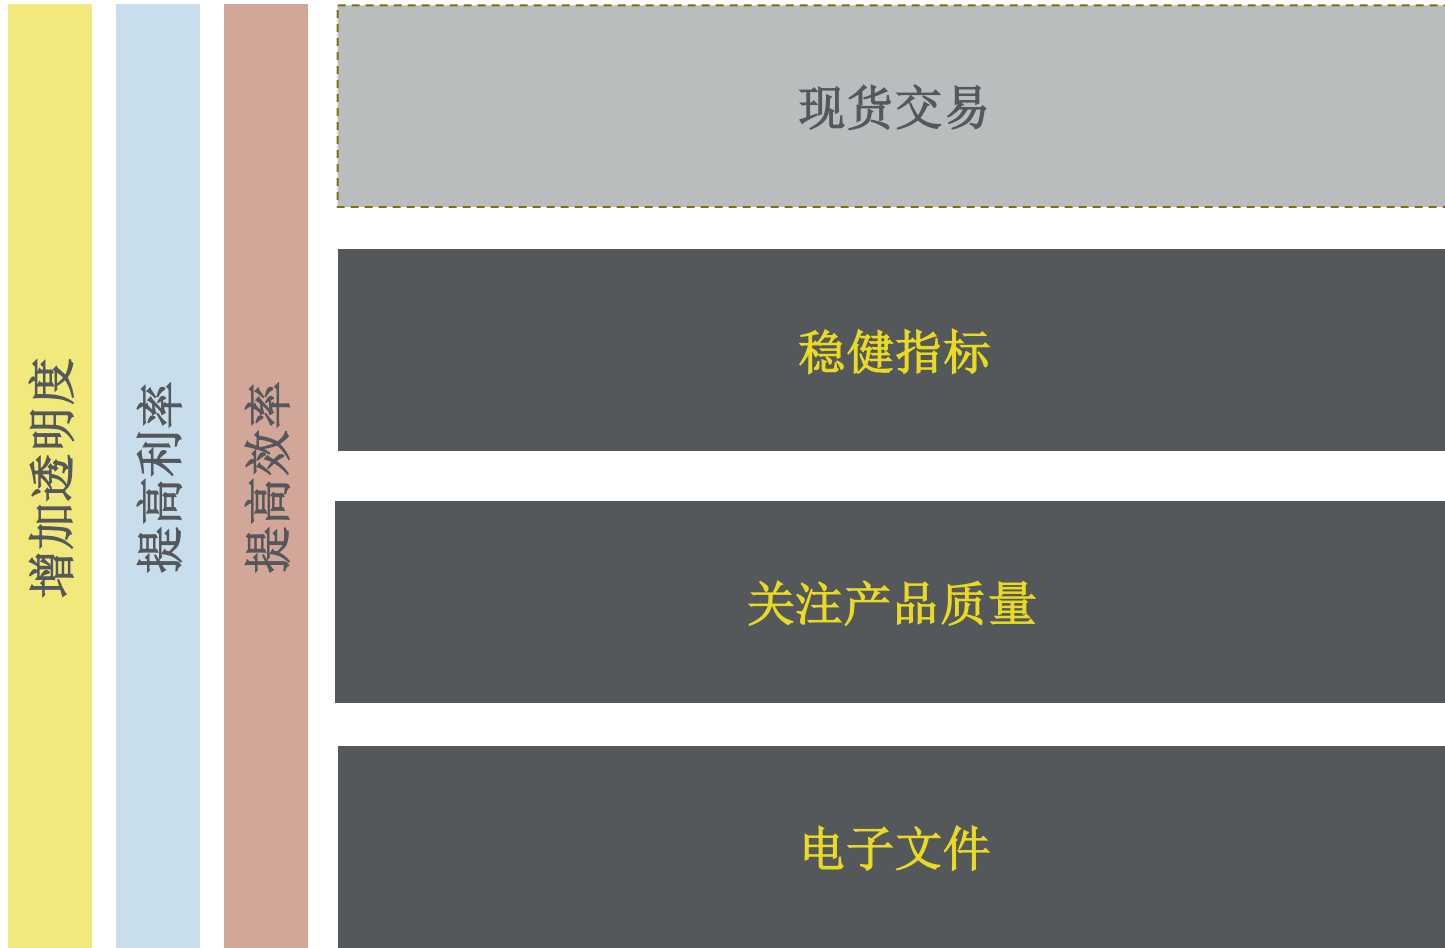 增加透明度
提高利率
提高效率
现货交易
稳健指标
关注产品质量
电子文件